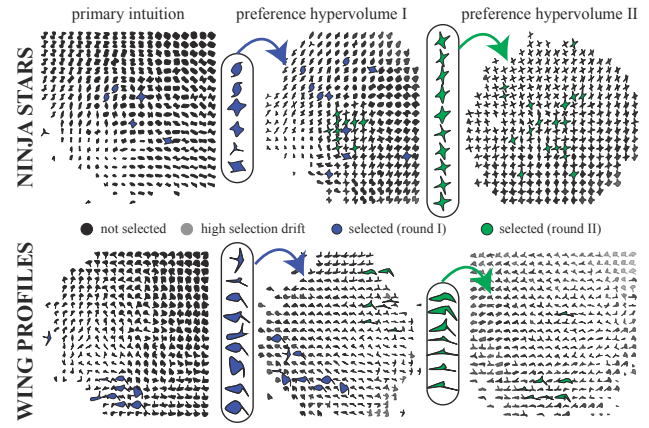 primary intuition
preference hypervolume I
preference hypervolume II
NINJA STARS
not selected
high selection drift
selected (round I)
selected (round II)
WING PROFILES